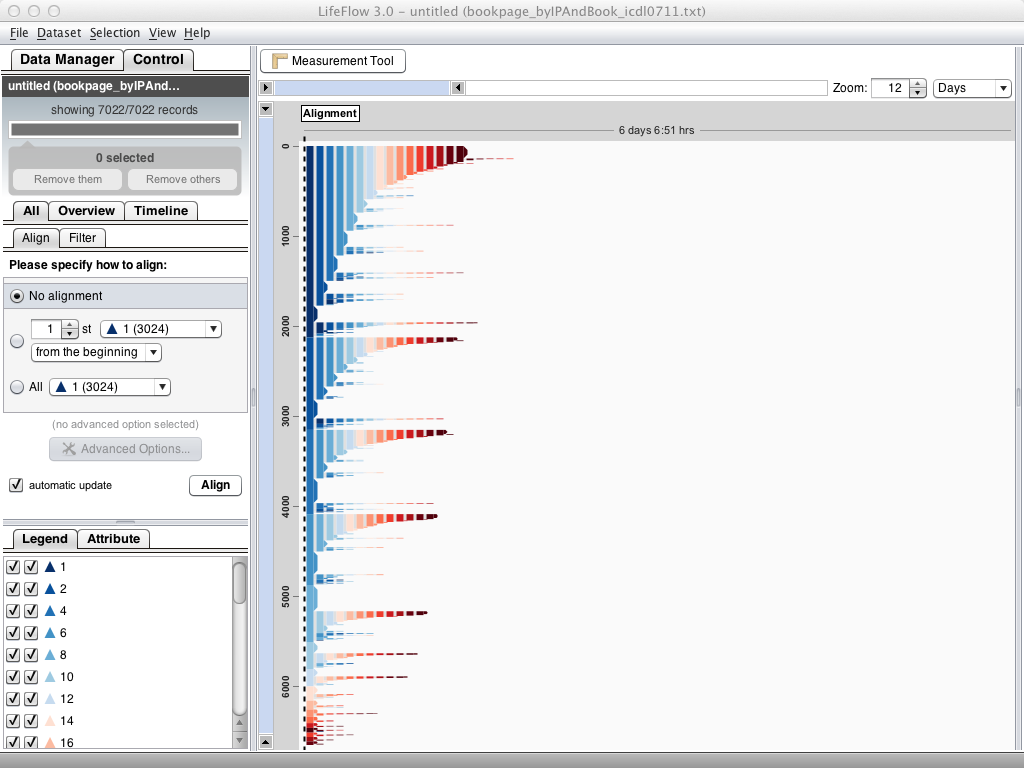 LifeFlow 3.0 – untitled (bookpage_byIPAndBook_icdl0711.txt)
File Dataset Selection View Help
Data Manager Control
untitled (bookpage_byIPAnd...
showing 7022/7022 records
0 selected
Remove them Remove others
All Overview Timeline
Align Filter
Please specify how to align:
No alignment
1 st 1 (3024)
from the beginning
All 1 (3024)
(no advanced option selected)
Advanced Options...
automatic update Align
Legend Attribute
1
2
4
6
8
10
12
14
16
Measurement Tool
Zoom: 12 Days
Alignment
6 days 6:51 hrs
0
1000
2000
3000
4000
5000
6000